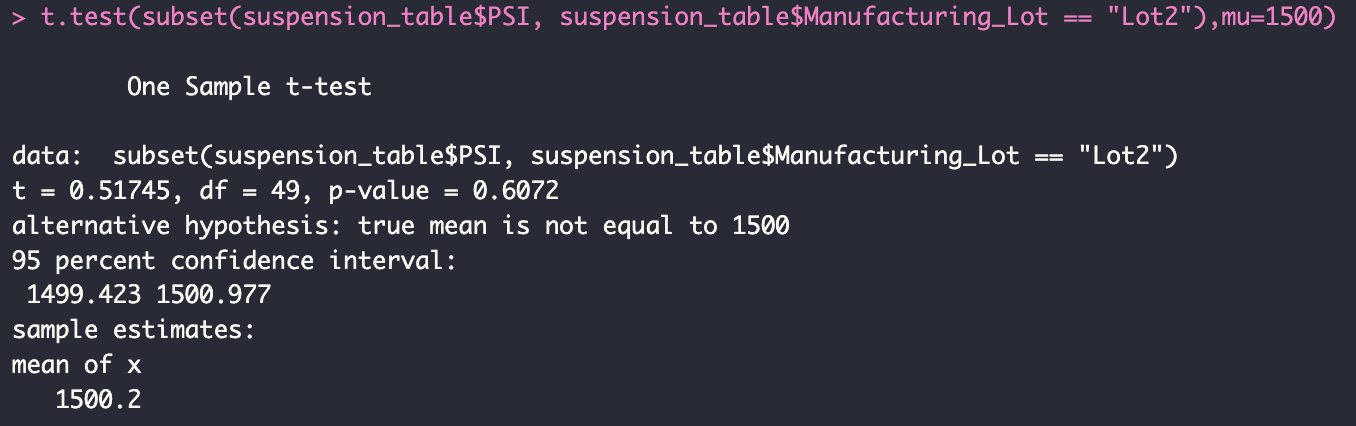 > t.test(subset(suspension_table$PSI, suspension_table$Manufacturing_Lot == "Lot2"),mu=1500)
One Sample t-test
data:  subset(suspension_table$PSI, suspension_table$Manufacturing_Lot == "Lot2")
t = 0.51745, df = 49, p-value = 0.6072
alternative hypothesis: true mean is not equal to 1500
95 percent confidence interval:
1499.423 1500.977
sample estimates:
mean of x
1500.2